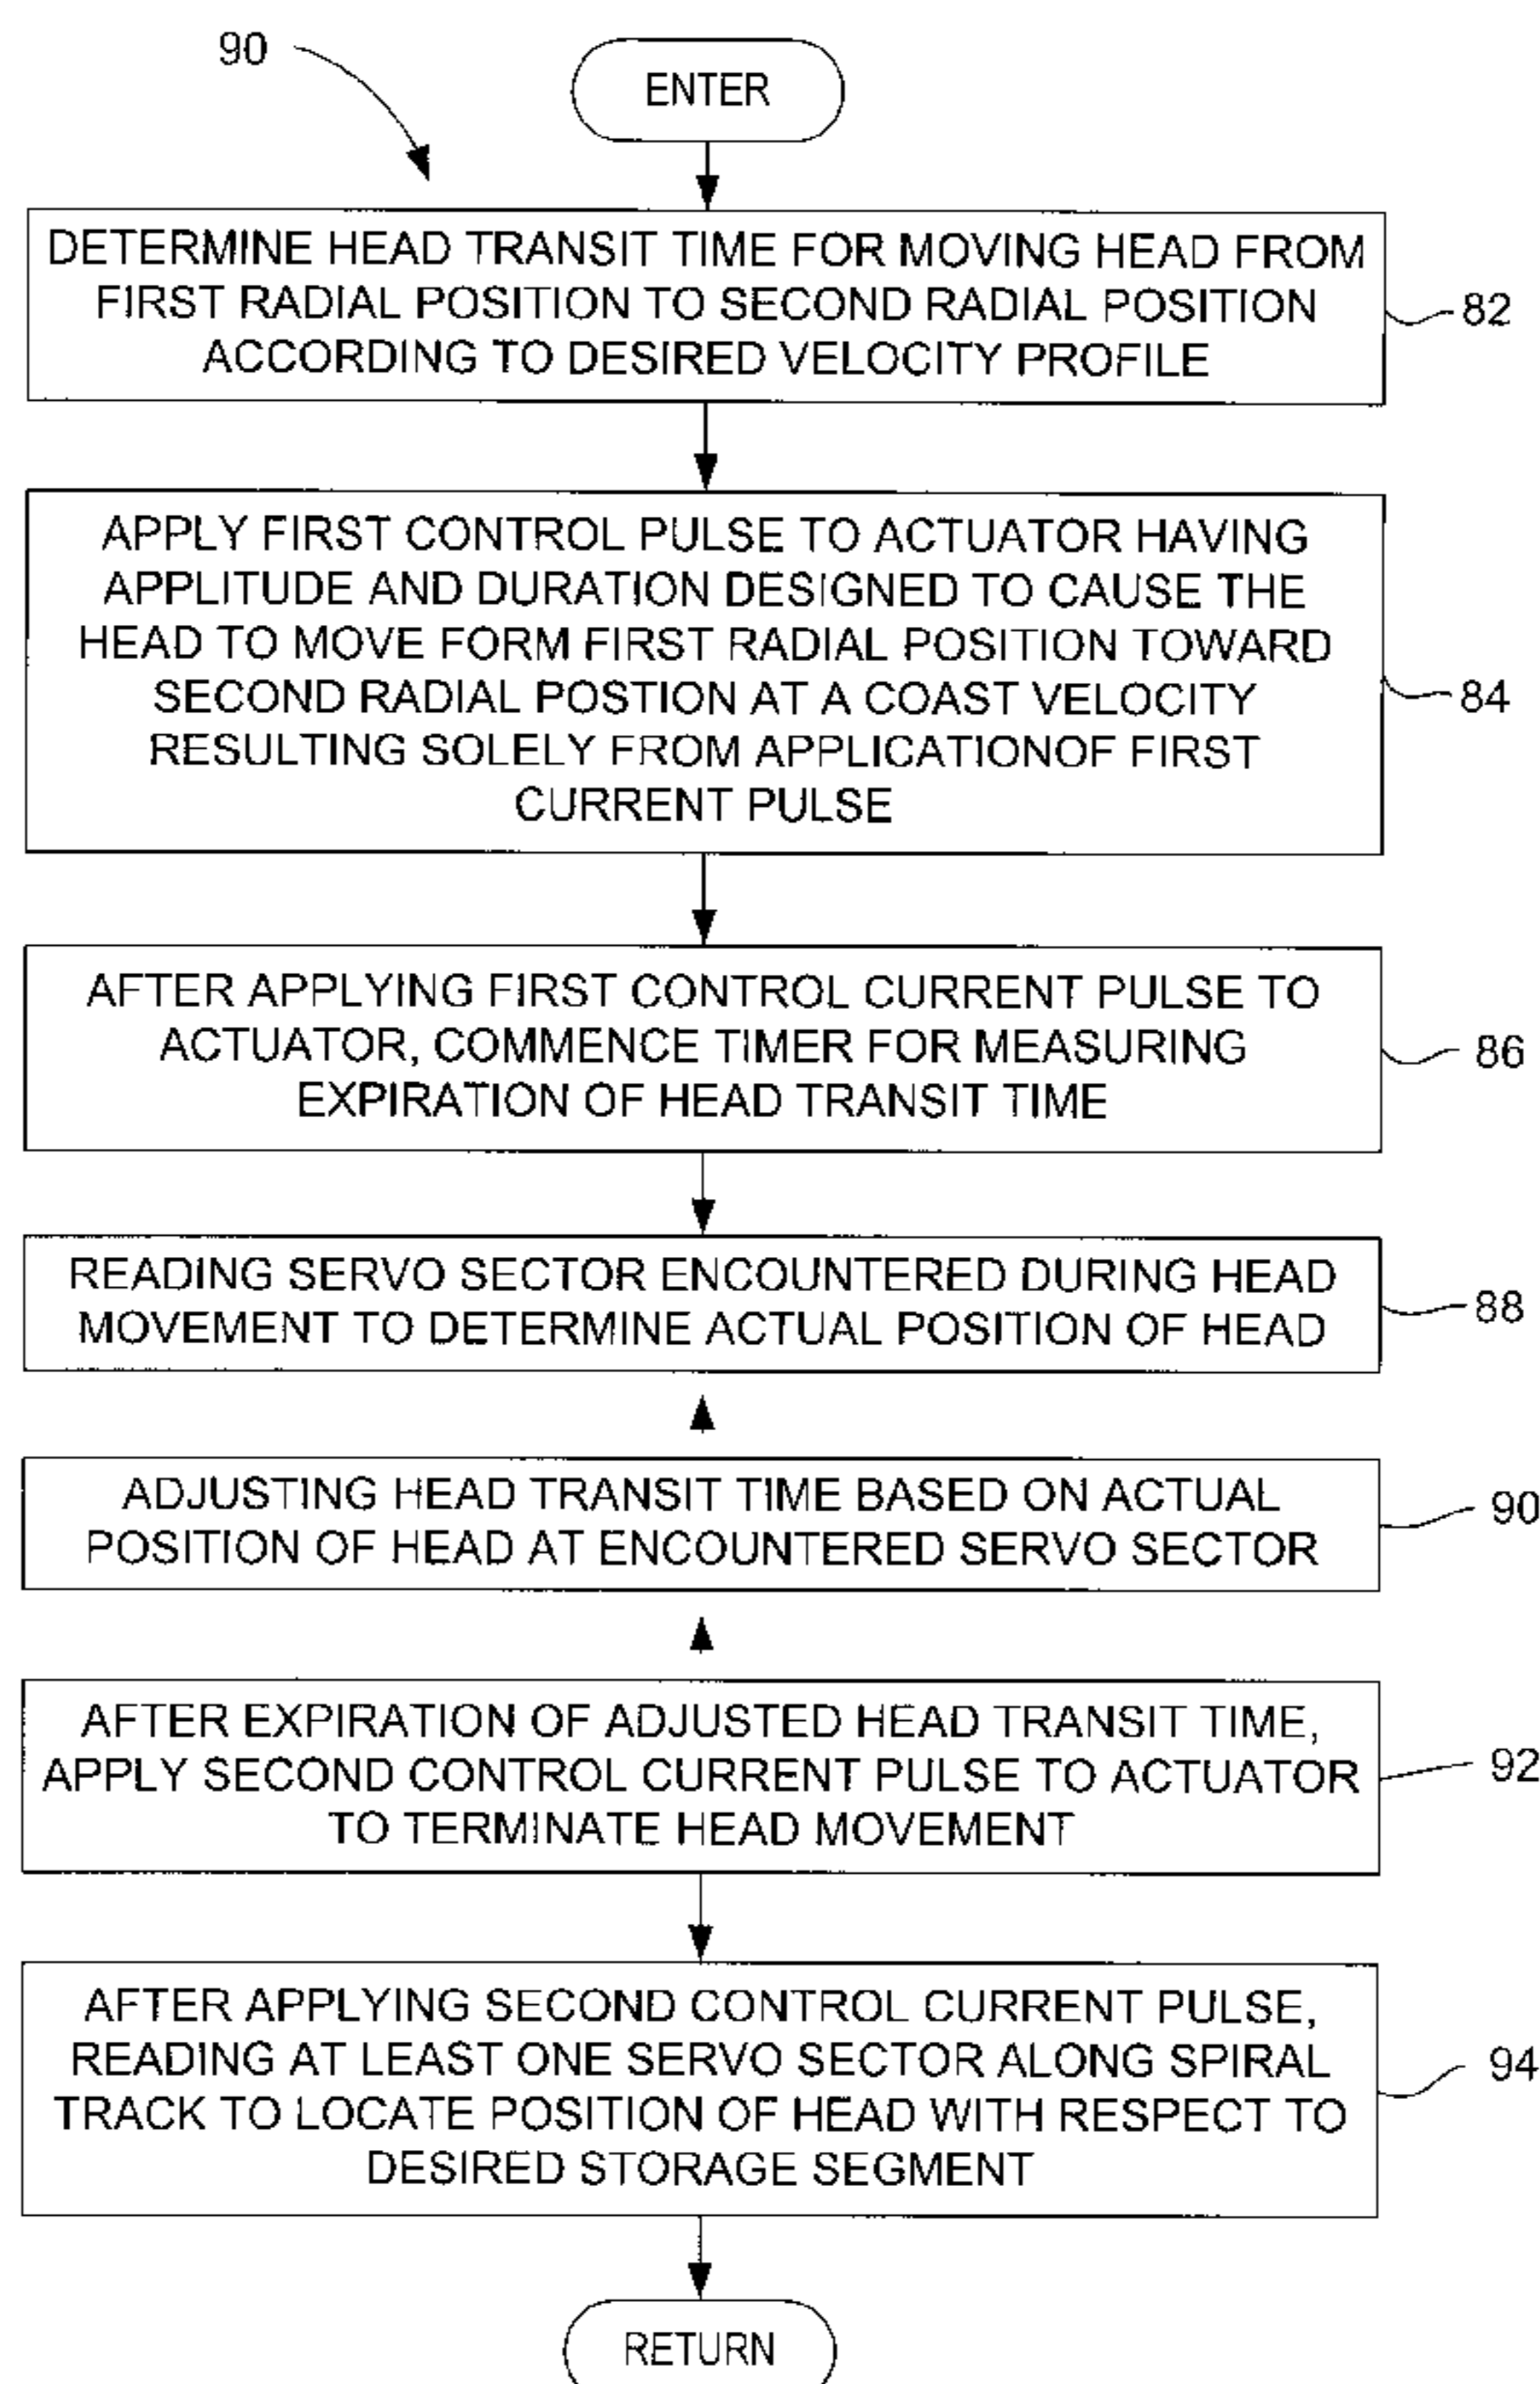 90
ENTER
DETERMINE HEAD TRANSIT TIME FOR MOVING HEAD FROM
FIRST RADIAL POSITION TO SECOND RADIAL POSITION
ACCORDING TO DESIRED VELOCITY PROFILE
82
APPLY FIRST CONTROL PULSE TO ACTUATOR HAVING
APPLITUDE AND DURATION DESIGNED TO CAUSE THE
HEAD TO MOVE FORM FIRST RADIAL POSITION TOWARD
SECOND RADIAL POSTION AT A COAST VELOCITY
RESULTING SOLELY FROM APPLICATIONOF FIRST
CURRENT PULSE
84
AFTER APPLYING FIRST CONTROL CURRENT PULSE TO
ACTUATOR, COMMENCE TIMER FOR MEASURING
EXPIRATION OF HEAD TRANSIT TIME
86
READING SERVO SECTOR ENCOUNTERED DURING HEAD
MOVEMENT TO DETERMINE ACTUAL POSITION OF HEAD
88
ADJUSTING HEAD TRANSIT TIME BASED ON ACTUAL
POSITION OF HEAD AT ENCOUNTERED SERVO SECTOR
90
AFTER EXPIRATION OF ADJUSTED HEAD TRANSIT TIME,
APPLY SECOND CONTROL CURRENT PULSE TO ACTUATOR
TO TERMINATE HEAD MOVEMENT
92
AFTER APPLYING SECOND CONTROL CURRENT PULSE,
READING AT LEAST ONE SERVO SECTOR ALONG SPIRAL
TRACK TO LOCATE POSITION OF HEAD WITH RESPECT TO
DESIRED STORAGE SEGMENT
94
RETURN